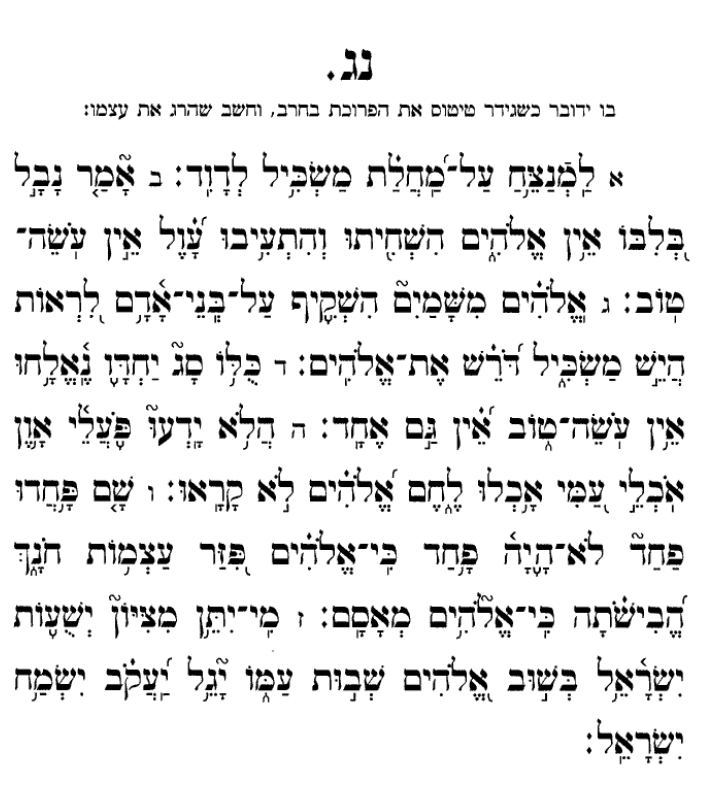 נג.
בו ידובר כשגידר טיטוס את הפרוכת בחרב, וחשב שהרג את עצמו:
א לַמְנַצֵּחַ עַל־מָחֲלַת מַשְׂכִּיל לְדָוִד: ב אָמַר נָבָל
בְּלִבּוֹ אֵין אֱלֹהִים הִשְׁחִיתוּ וְהִתְעִיבוּ עָוֶל אֵין עֹשֵׂה־
טוֹב: ג אֱלֹהִים מִשָּׁמַיִם הִשְׁקִיף עַל־בְּנֵי־אָדָם לִרְאוֹת
הֲיֵשׁ מַשְׂכִּיל דֹּרֵשׁ אֶת־אֱלֹהִים: ד כֻּלּוֹ סָג יַחְדָּו נֶאֱלָחוּ
אֵין עֹשֵׂה־טוֹב אֵין גַּם אֶחָד: ה הֲלֹא יָדְעוּ פֹּעֲלֵי אָוֶן
אֹכְלֵי עַמִּי אָכְלוּ לֶחֶם אֱלֹהִים לֹא קָרָאוּ: ו שָׁם פָּחֲדוּ
פַחַד לֹא־הָיָה פָחַד כִּי־אֱלֹהִים פִּזַּר עַצְמוֹת חֹנָךְ
הֱבִישֹׁתָה כִּי־אֱלֹהִים מְאָסָם: ז מִי־יִתֵּן מִצִּיּוֹן יְשֻׁעוֹת
יִשְׂרָאֵל בְּשׁוּב אֱלֹהִים שְׁבוּת עַמּוֹ יָגֵל יַעֲקֹב יִשְׂמַח
יִשְׂרָאֵל: